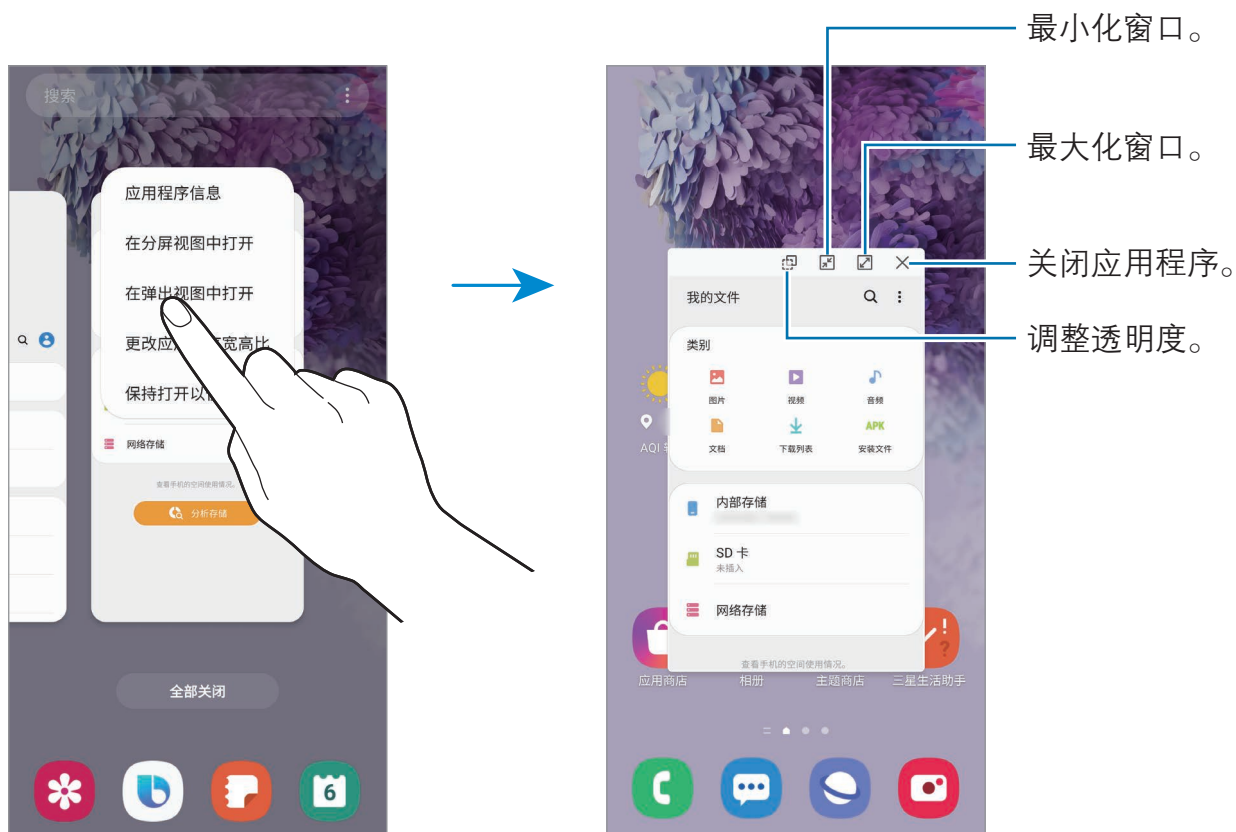 最小化窗口。
最大化窗口。
关闭应用程序。
调整透明度。
搜索
应用程序信息
在分屏视图中打开
在弹出视图中打开
更改应
宽高比
保持打开以
网络存储
查看手机的空间使用情况。
分析存储
全部关闭
6
我的文件
类别
图片
视频
音频
APK
文档
下载列表
安装文件
内部存储
SD 卡
未插入
网络存储
查看手机的空间使用情况。
AQI
应用商店
相册
主题商店
三星生活助手